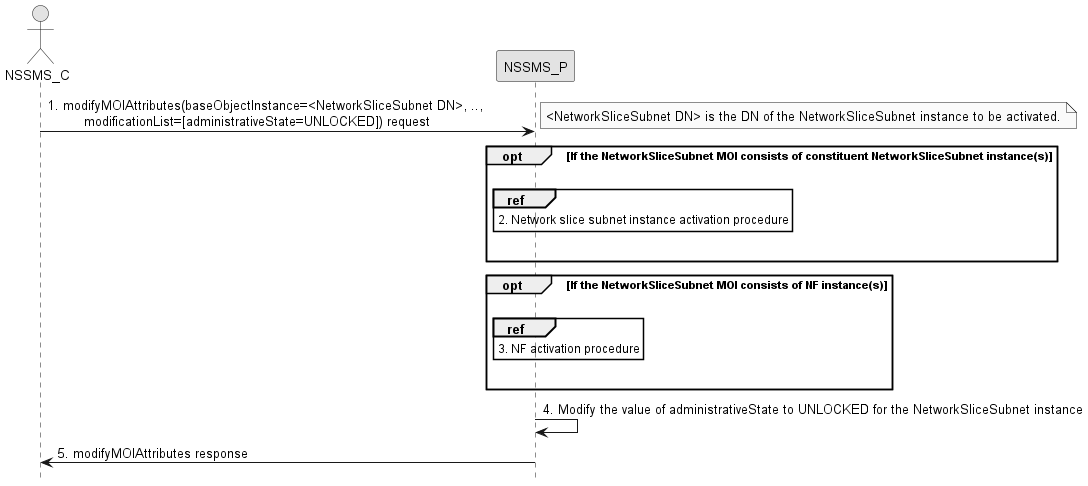 NSSMS_C
NSSMS_P
1. modifyMOIAttributes(baseObjectInstance=<NetworkSliceSubnet DN>, ..,
modificationList=[administrativeState=UNLOCKED]) request
<NetworkSliceSubnet DN> is the DN of the NetworkSliceSubnet instance to be activated.
opt [If the NetworkSliceSubnet MOI consists of constituent NetworkSliceSubnet instance(s)]
ref
2. Network slice subnet instance activation procedure
opt [If the NetworkSliceSubnet MOI consists of NF instance(s)]
ref
3. NF activation procedure
4. Modify the value of administrativeState to UNLOCKED for the NetworkSliceSubnet instance
5. modifyMOIAttributes response